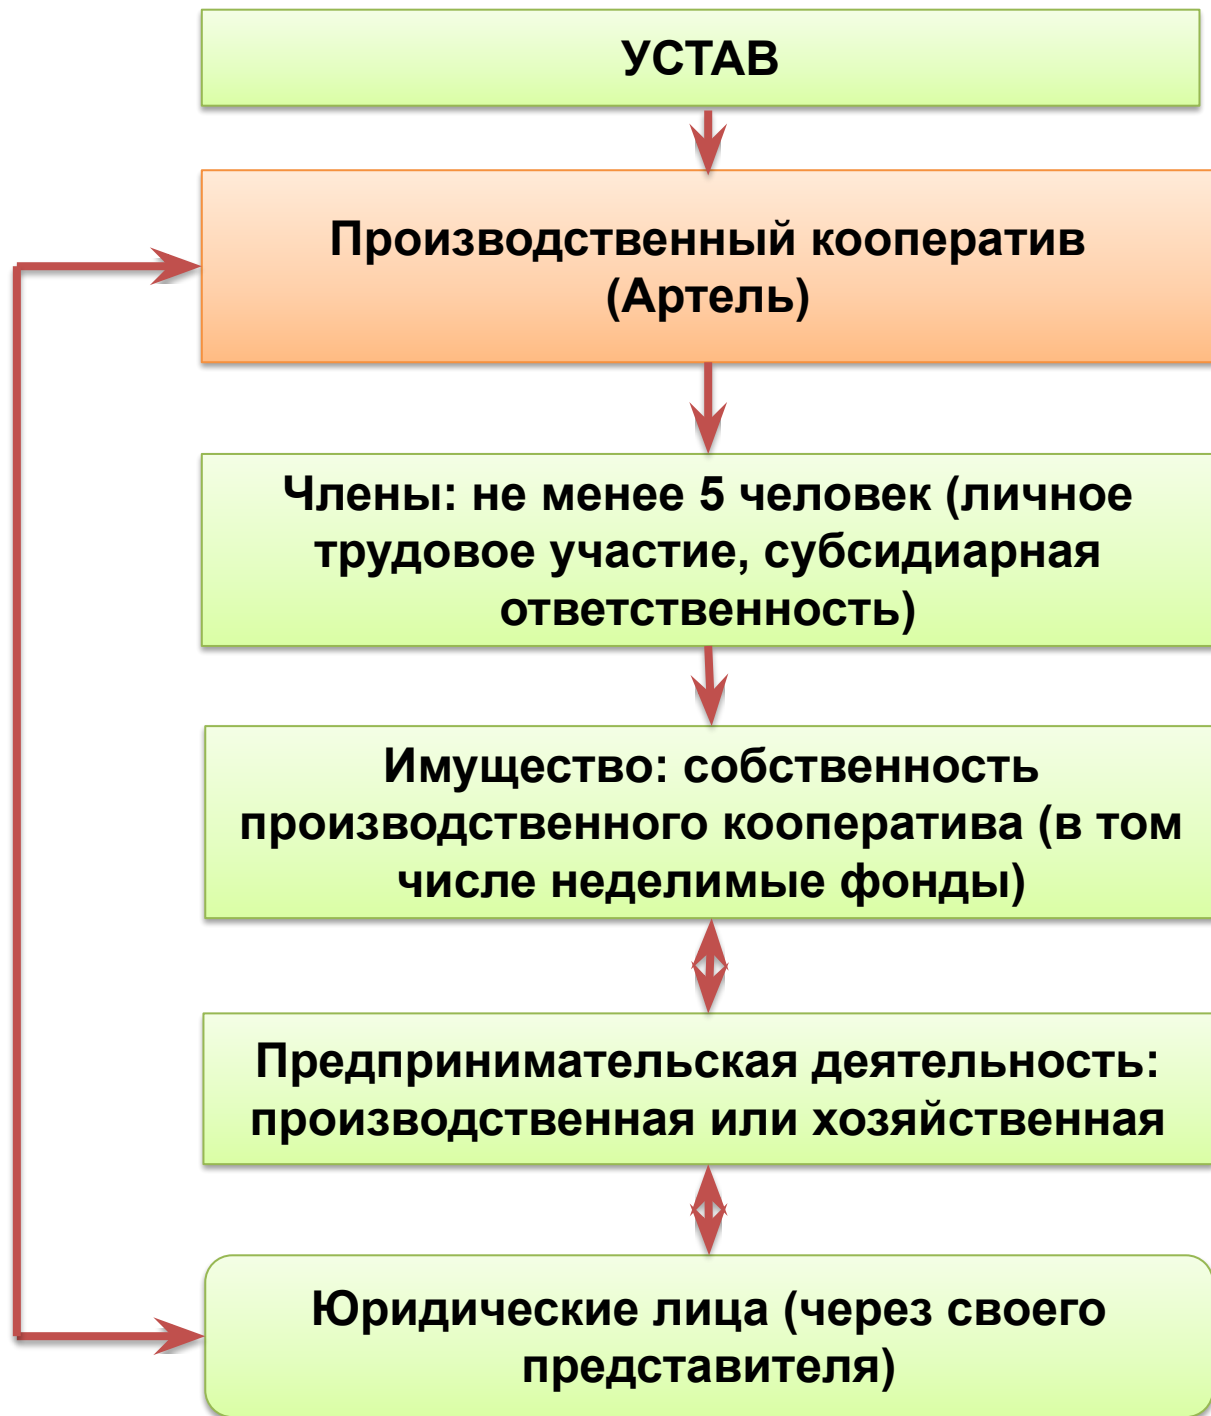 УСТАВ
Производственный кооператив
(Артель)
Члены: не менее 5 человек (личное
трудовое участие, субсидиарная
ответственность)
Имущество: собственность
производственного кооператива (в том
числе неделимые фонды)
Предпринимательская деятельность:
производственная или хозяйственная
Юридические лица (через своего
представителя)